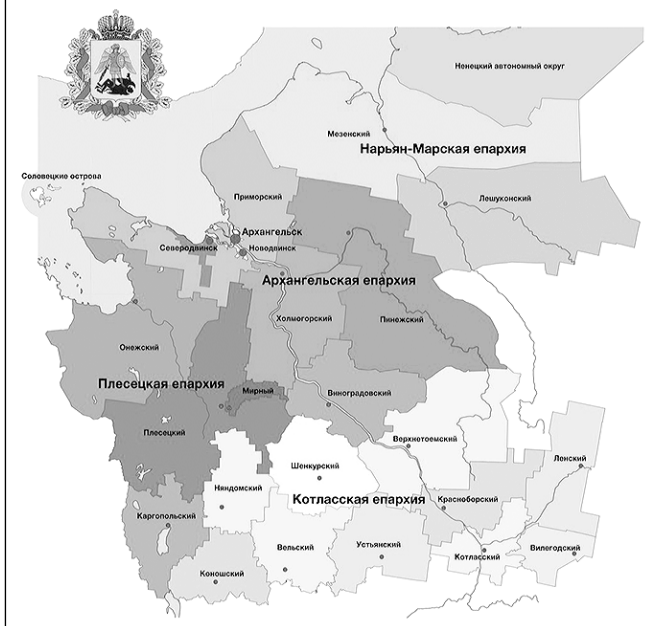 Ненецкий автономный округ
Мезенский
Нарьян-Марская епархия
Соловецкие острова
Приморский
Лешуконский
Архангельск
Северодвинск
Новодвинск
Архангельская епархия
Холмогорский
Пинежский
Онежский
Плесецкая епархия
Мирный
Виноградовский
Плесецкий
Верхнетоемский
Шенкурский
Ленский
Няндомский
Котласская епархия
Красноборский
Каргопольский
Вельский
Устьянский
Котласский
Вилегодский
Коношский